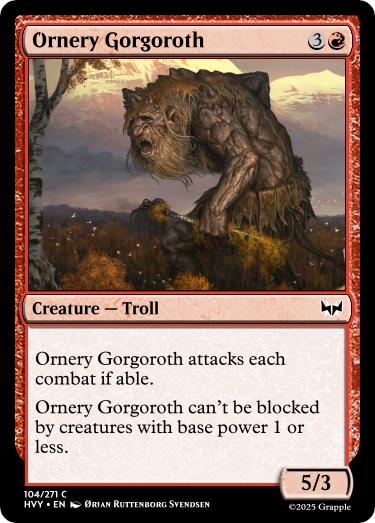 Ornery Gorgoroth 3
Creature — Troll
Ornery Gorgoroth attacks each
combat if able.
Ornery Gorgoroth can't be blocked
by creatures with base power 1 or
less.
5/3
104/271 C
HVY • EN Ørian Ruttenborg Svendsen
©2025 Grapple